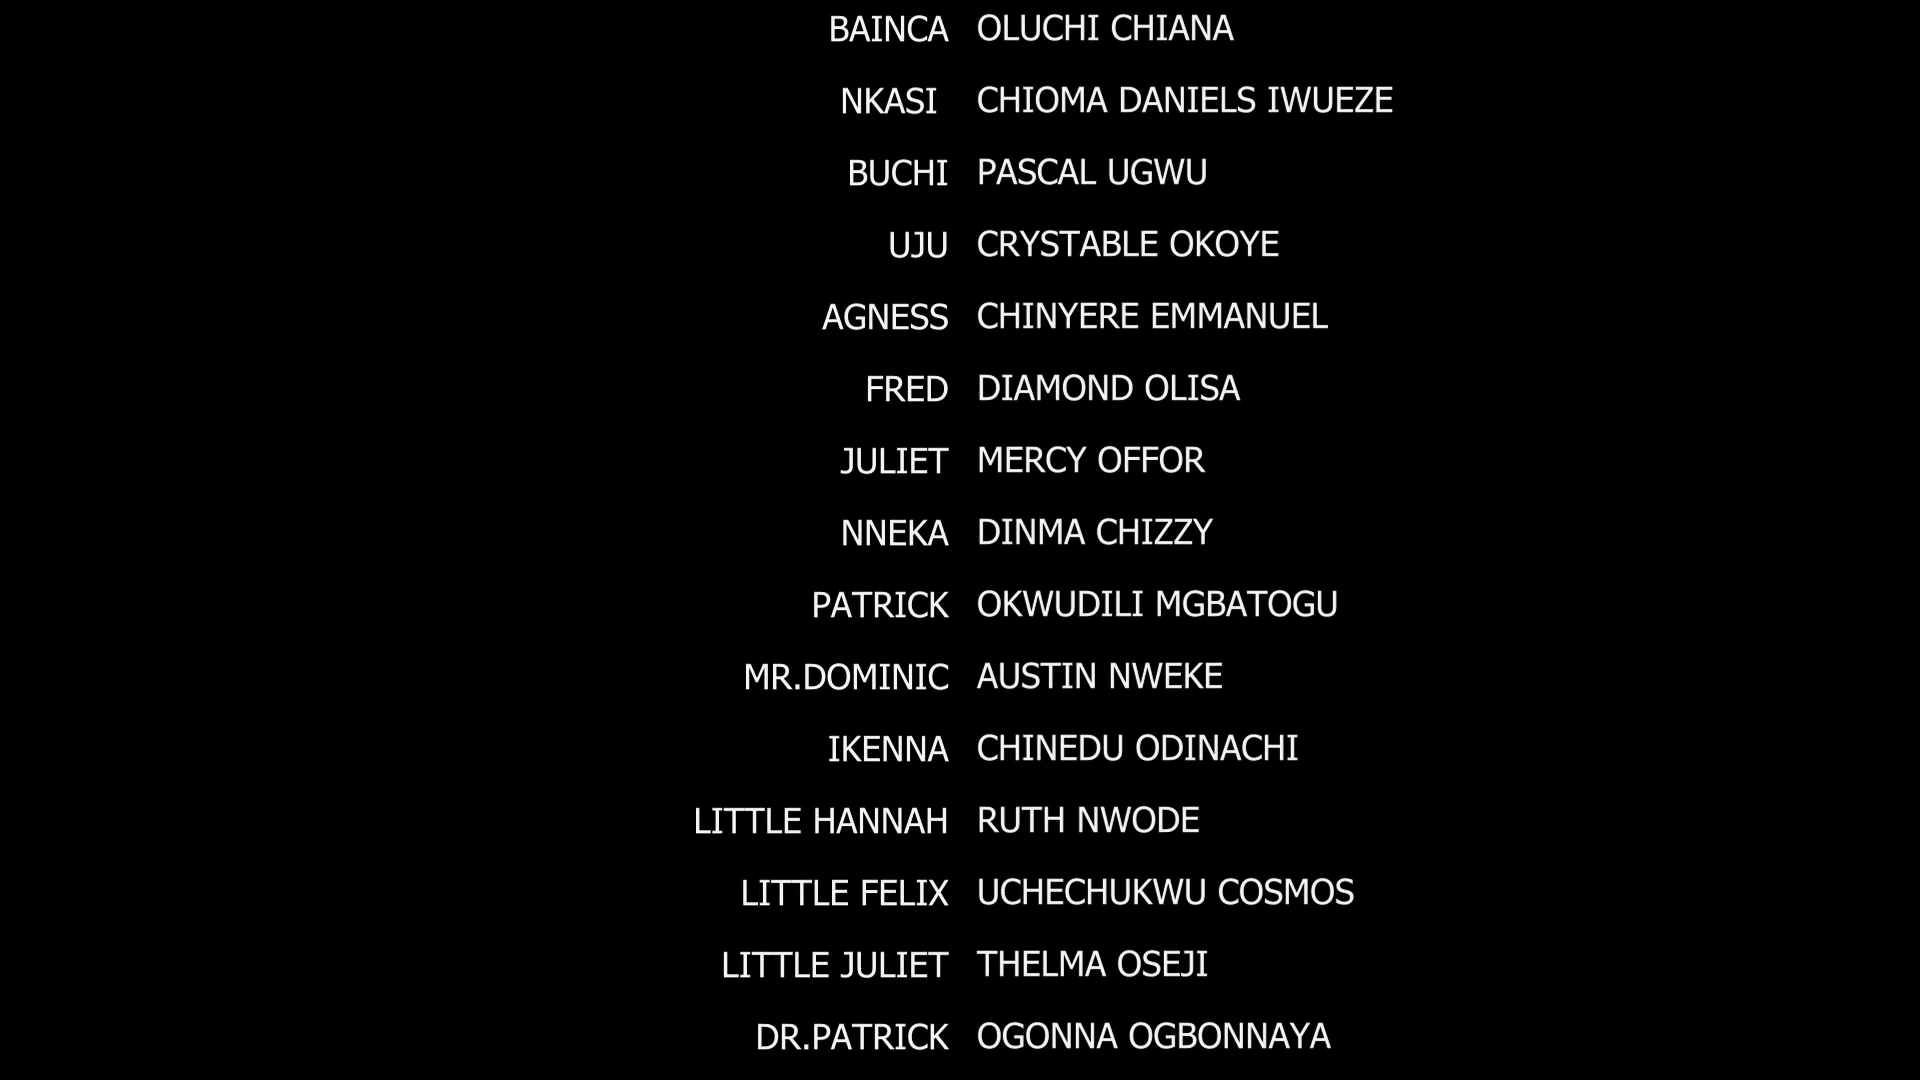 BAINCA OLUCHI CHIANA
NKASI CHIOMA DANIELS IWUEZE
BUCHI PASCAL UGWU
UJU CRYSTABLE OKOYE
AGNESS CHINYERE EMMANUEL
FRED DIAMOND OLISA
JULIET MERCY OFFOR
NNEKA DINMA CHIZZY
PATRICK OKWUDILI MGBATOGU
MR.DOMINIC AUSTIN NWEKE
IKENNA CHINEDU ODINACHI
LITTLE HANNAH RUTH NWODE
LITTLE FELIX UCHECHUKWU COSMOS
LITTLE JULIET THELMA OSEJI
DR.PATRICK OGONNA OGBONNAYA